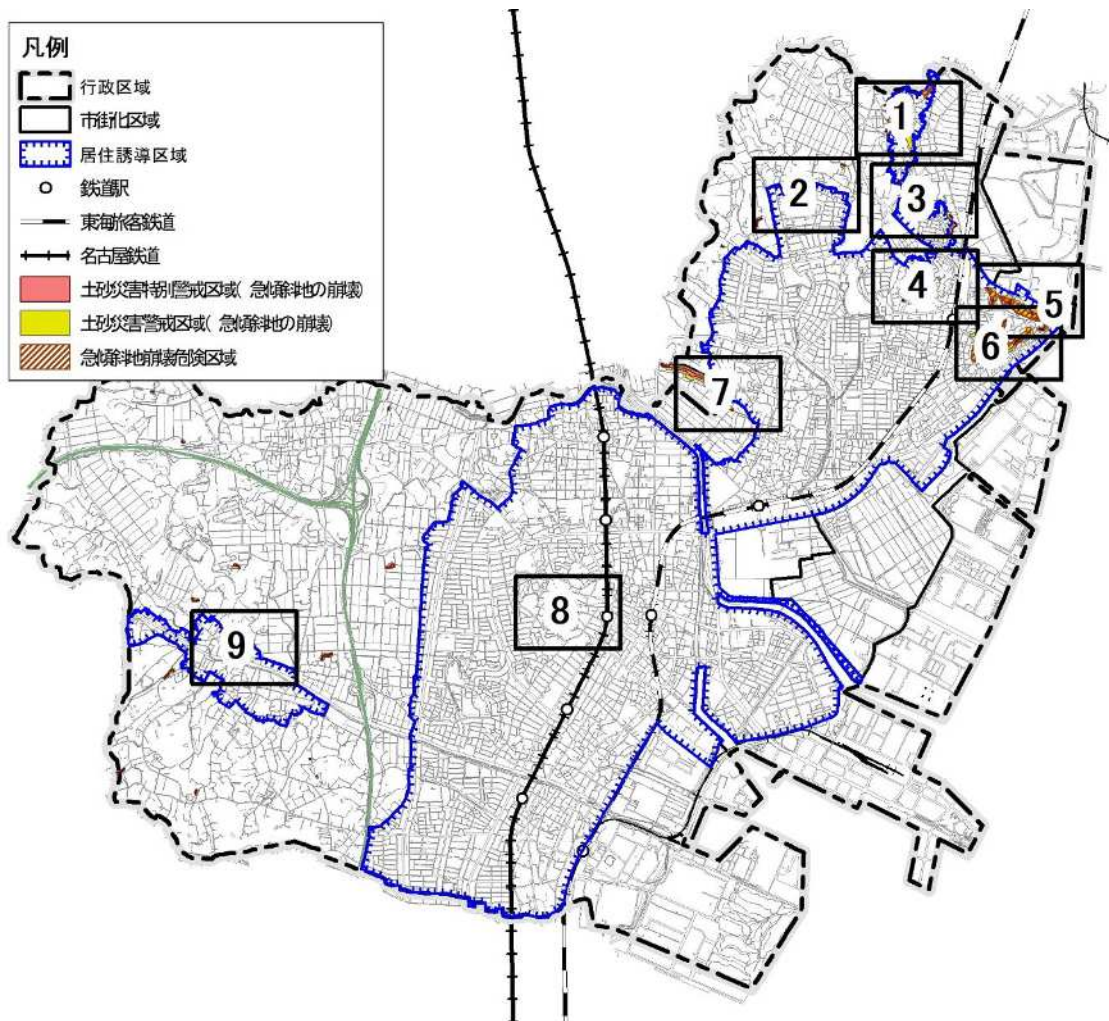 凡例
行政区域
市街化区域
居住誘導区域
鉄道駅
東海旅客鉄道
名古屋鉄道
土砂災害特別警戒区域(急傾斜地の崩壊)
土砂災害警戒区域(急傾斜地の崩壊)
急傾斜地崩壊危険区域
1
2
3
4
5
6
7
8
9